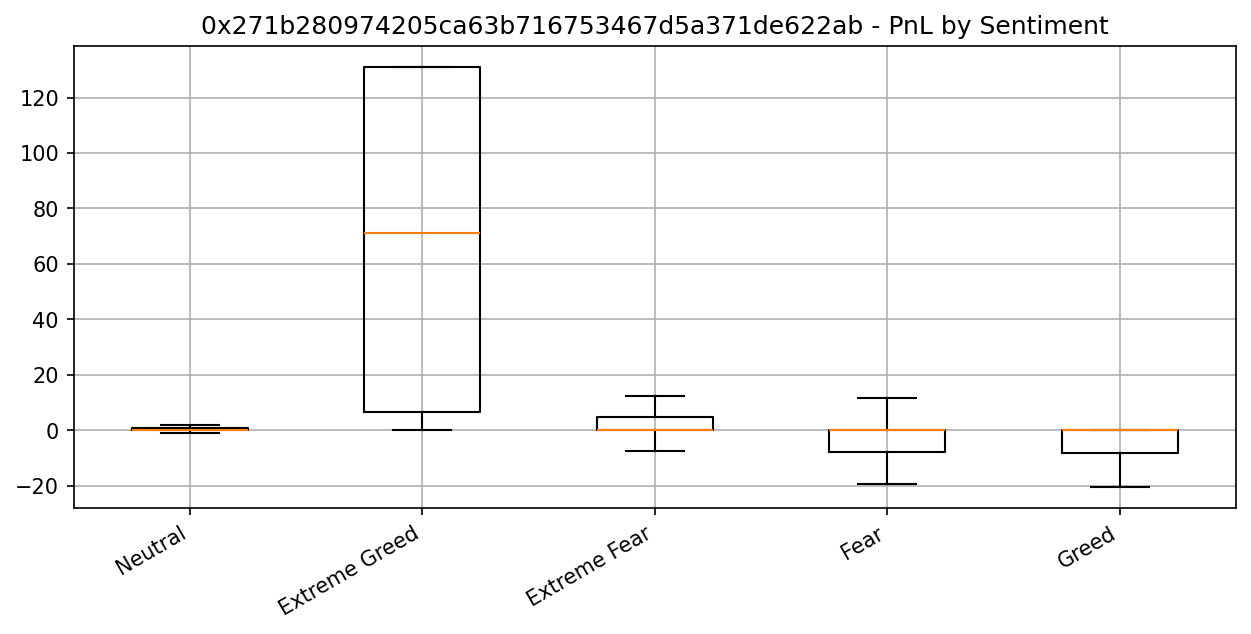 0x271b280974205ca63b716753467d5a371de622ab - PnL by Sentiment
120
100
80
60
40
20
0
−20
Neutral
Extreme Greed
Extreme Fear
Fear
Greed